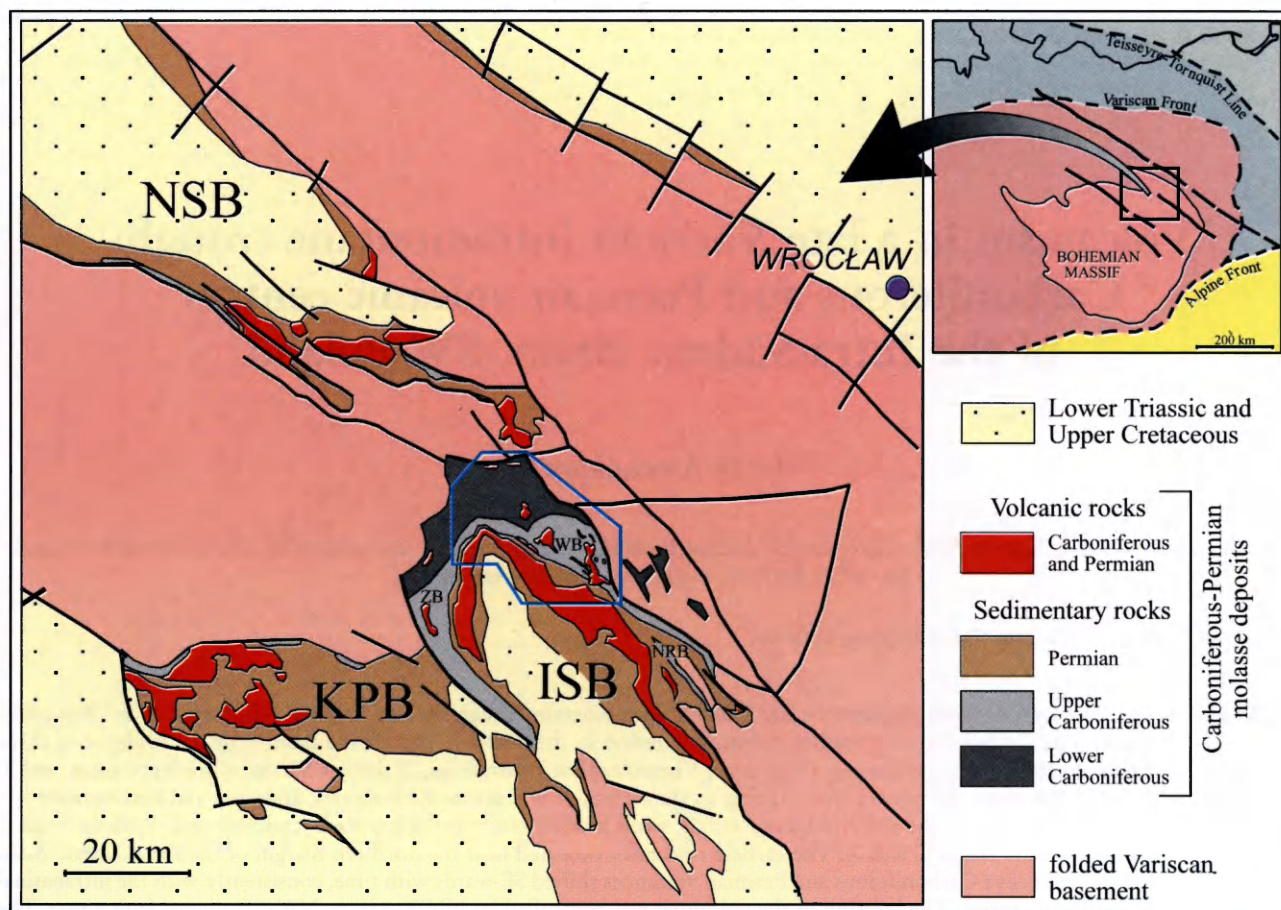 NSB
WROCŁAW
WB
ZB
NRB
ISB
KPB
20 km
Teisseyre-Tornquist Line
Variscan Front
BOHEMIAN
MASSIF
Alpine Front
200 km
Lower Triassic and
Upper Cretaceous
Volcanic rocks
Carboniferous
and Permian
Sedimentary rocks
Permian
Upper
Carboniferous
Lower
Carboniferous
Carboniferous-Permian
molasse deposits
folded Variscan
basement